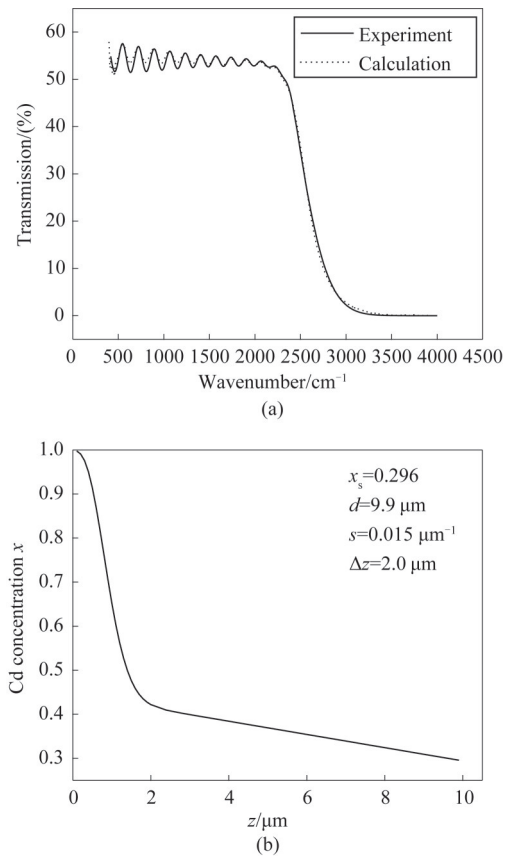 60
50
40
30
20
10
0
Transmission/(%)
Experiment
Calculation
0 500 1000 1500 2000 2500 3000 3500 4000 4500
Wavenumber/cm⁻¹
(a)
1.0
0.9
0.8
0.7
0.6
0.5
0.4
0.3
Cd concentration x
xₛ=0.296
d=9.9 μm
s=0.015 μm⁻¹
Δz=2.0 μm
0 2 4 6 8 10
z/μm
(b)